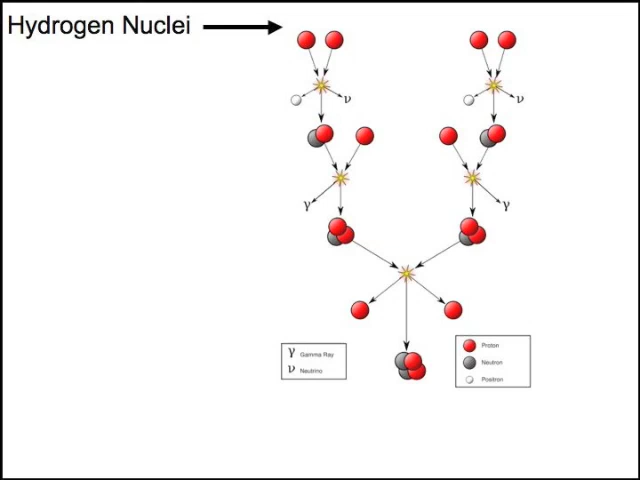 Hydrogen Nuclei
ν
ν
γ
γ
γ Gamma Ray
ν Neutrino
Proton
Neutron
Positron